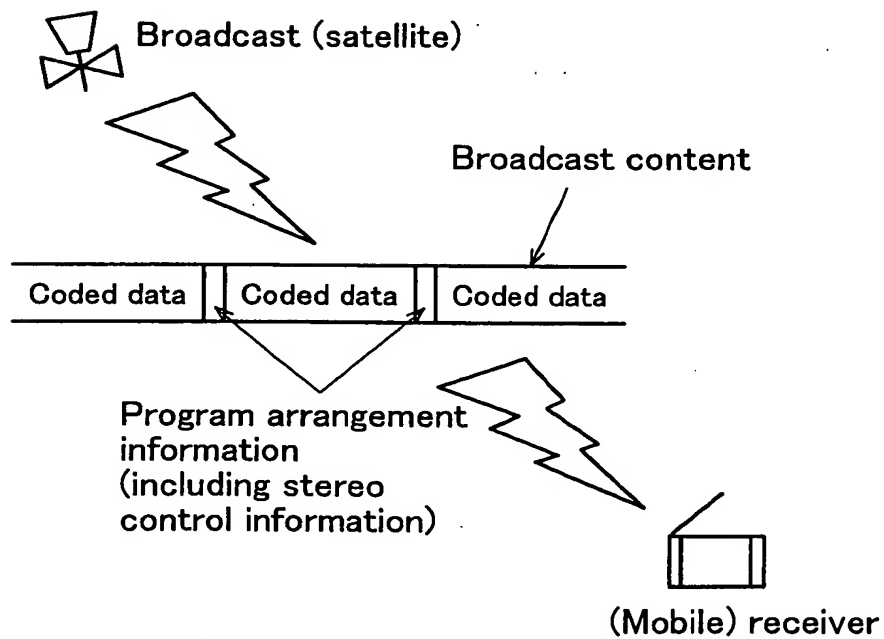 Broadcast (satellite)
Broadcast content
Coded data Coded data Coded data
Program arrangement
information
(including stereo
control information)
(Mobile) receiver